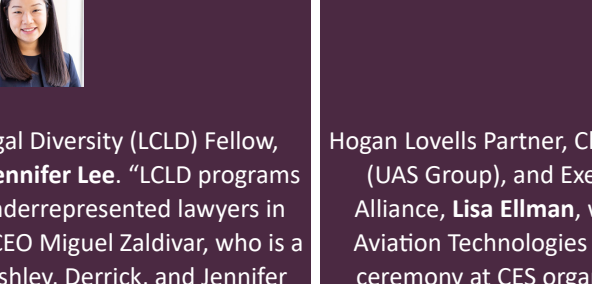 gal Diversity (LCLD) Fellow,
ennifer Lee. “LCLD programs
nderrepresented lawyers in
CEO Miguel Zaldivar, who is a
shley, Derrick, and Jennifer
Hogan Lovells Partner, Ch
(UAS Group), and Exe
Alliance, Lisa Ellman, w
Aviation Technologies
ceremony at CES organ